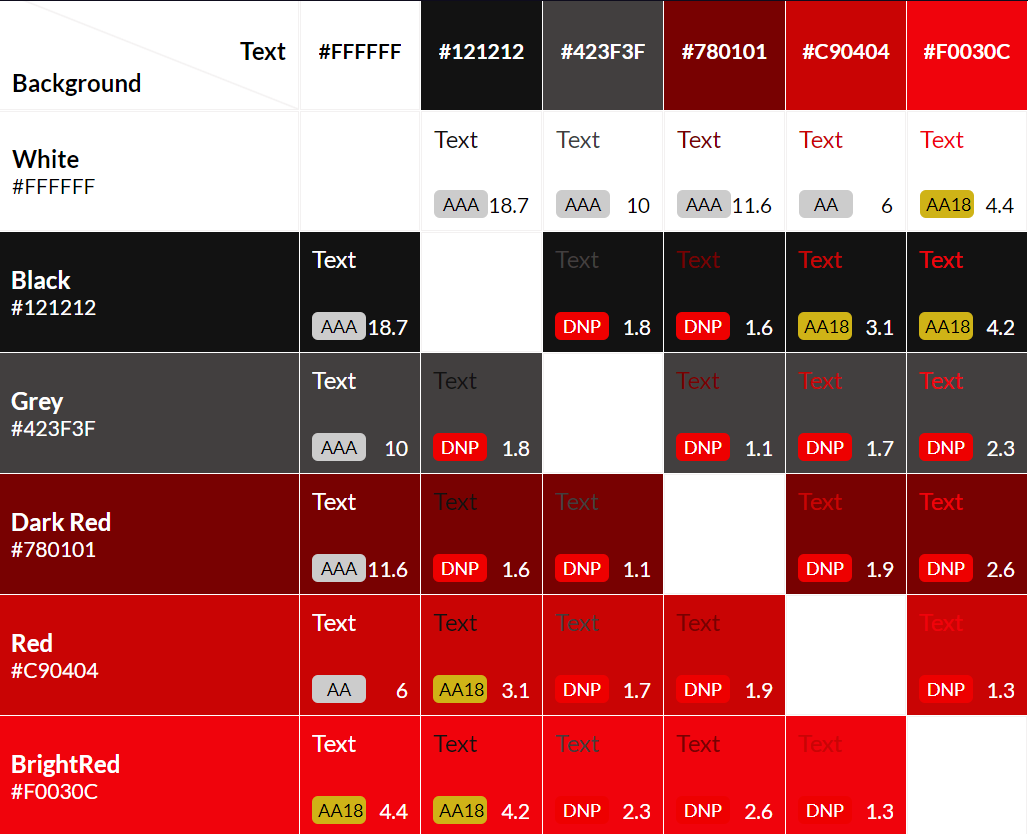 Text #FFFFFF #121212 #423F3F #780101 #C90404 #F0030C
Background
Text Text Text Text Text
White
#FFFFFF
AAA 18.7 AAA 10 AAA 11.6 AA 6 AA18 4.4
Text Text Text Text Text
Black
#121212
AAA 18.7 DNP 1.8 DNP 1.6 AA18 3.1 AA18 4.2
Text Text Text Text Text
Grey
#423F3F
AAA 10 DNP 1.8 DNP 1.1 DNP 1.7 DNP 2.3
Text Text Text Text Text
Dark Red
#780101
AAA 11.6 DNP 1.6 DNP 1.1 DNP 1.9 DNP 2.6
Text Text Text Text Text
Red
#C90404
AA 6 AA18 3.1 DNP 1.7 DNP 1.9 DNP 1.3
Text Text Text Text Text
BrightRed
#F0030C
AA18 4.4 AA18 4.2 DNP 2.3 DNP 2.6 DNP 1.3